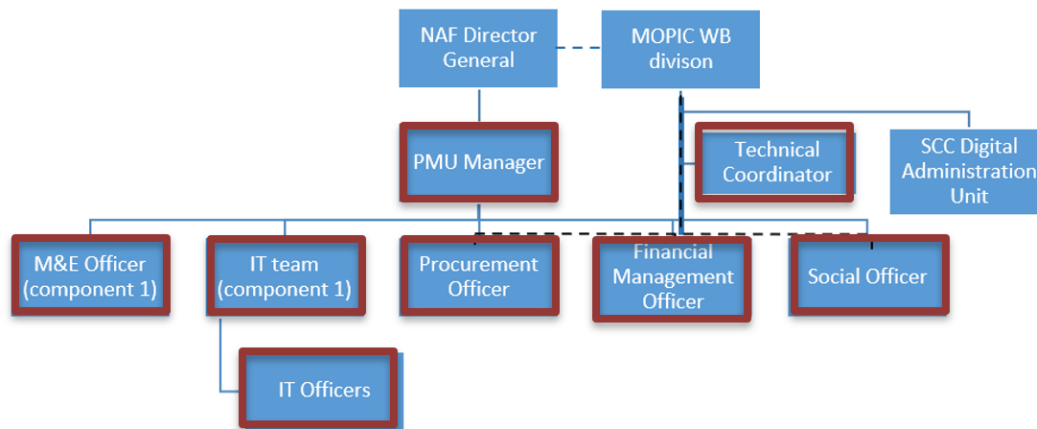 NAF Director
General
MOPIC WB
divison
PMU Manager
Technical
Coordinator
SCC Digital
Administration
Unit
M&E Officer
(component 1)
IT team
(component 1)
Procurement
Officer
Financial
Management
Officer
Social Officer
IT Officers